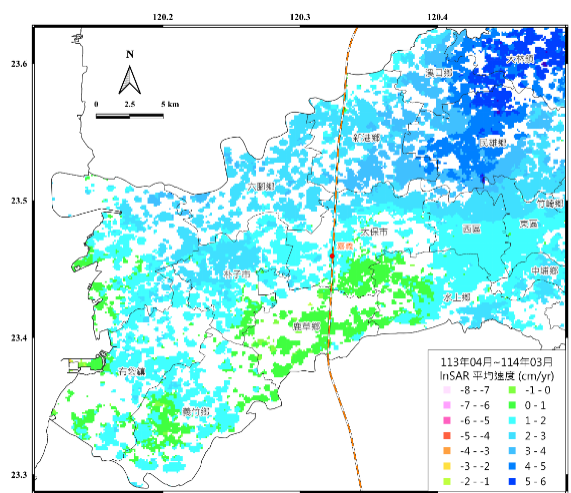 120.2 120.3 120.4
23.6
23.5
23.4
23.3
N
0 2.5 5 km
大林鎮
溪口鄉
民雄鄉
新港鄉
六腳鄉
竹崎鄉
東區
西區
太保市
嘉義
朴子市
中埔鄉
水上鄉
鹿草鄉
布袋鎮
義竹鄉
113年04月~114年03月
InSAR 平均速度 (cm/yr)
-8 - -7 -1 - 0
-7 - -6 0 - 1
-6 - -5 1 - 2
-5 - -4 2 - 3
-4 - -3 3 - 4
-3 - -2 4 - 5
-2 - -1 5 - 6